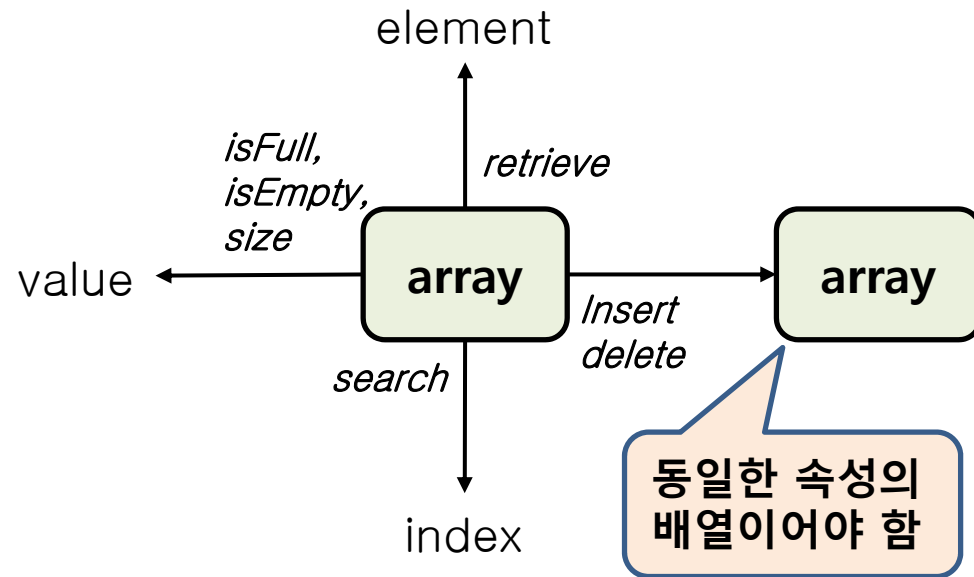 element
isFull,
isEmpty,
size
retrieve
value
array
array
Insert
delete
search
동일한 속성의
배열이어야 함
index